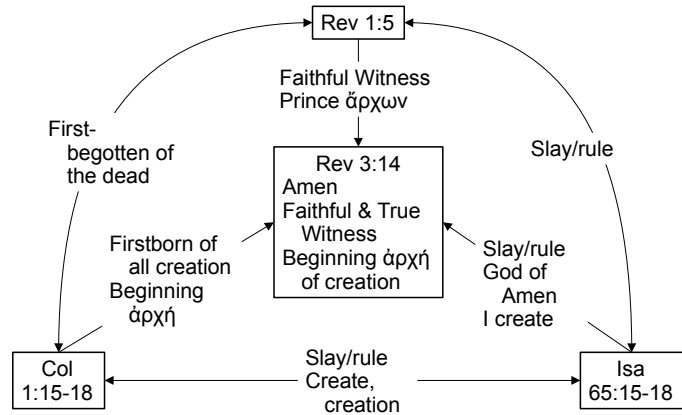 Rev 1:5
Faithful Witness
Prince ἄρχων
First-
begotten of
the dead
Slay/rule
Rev 3:14
Amen
Faithful & True
Witness
Beginning ἀρχή
of creation
Firstborn of
all creation
Beginning
ἀρχή
Slay/rule
God of
Amen
I create
Col
1:15-18
Slay/rule
Create,
creation
Isa
65:15-18